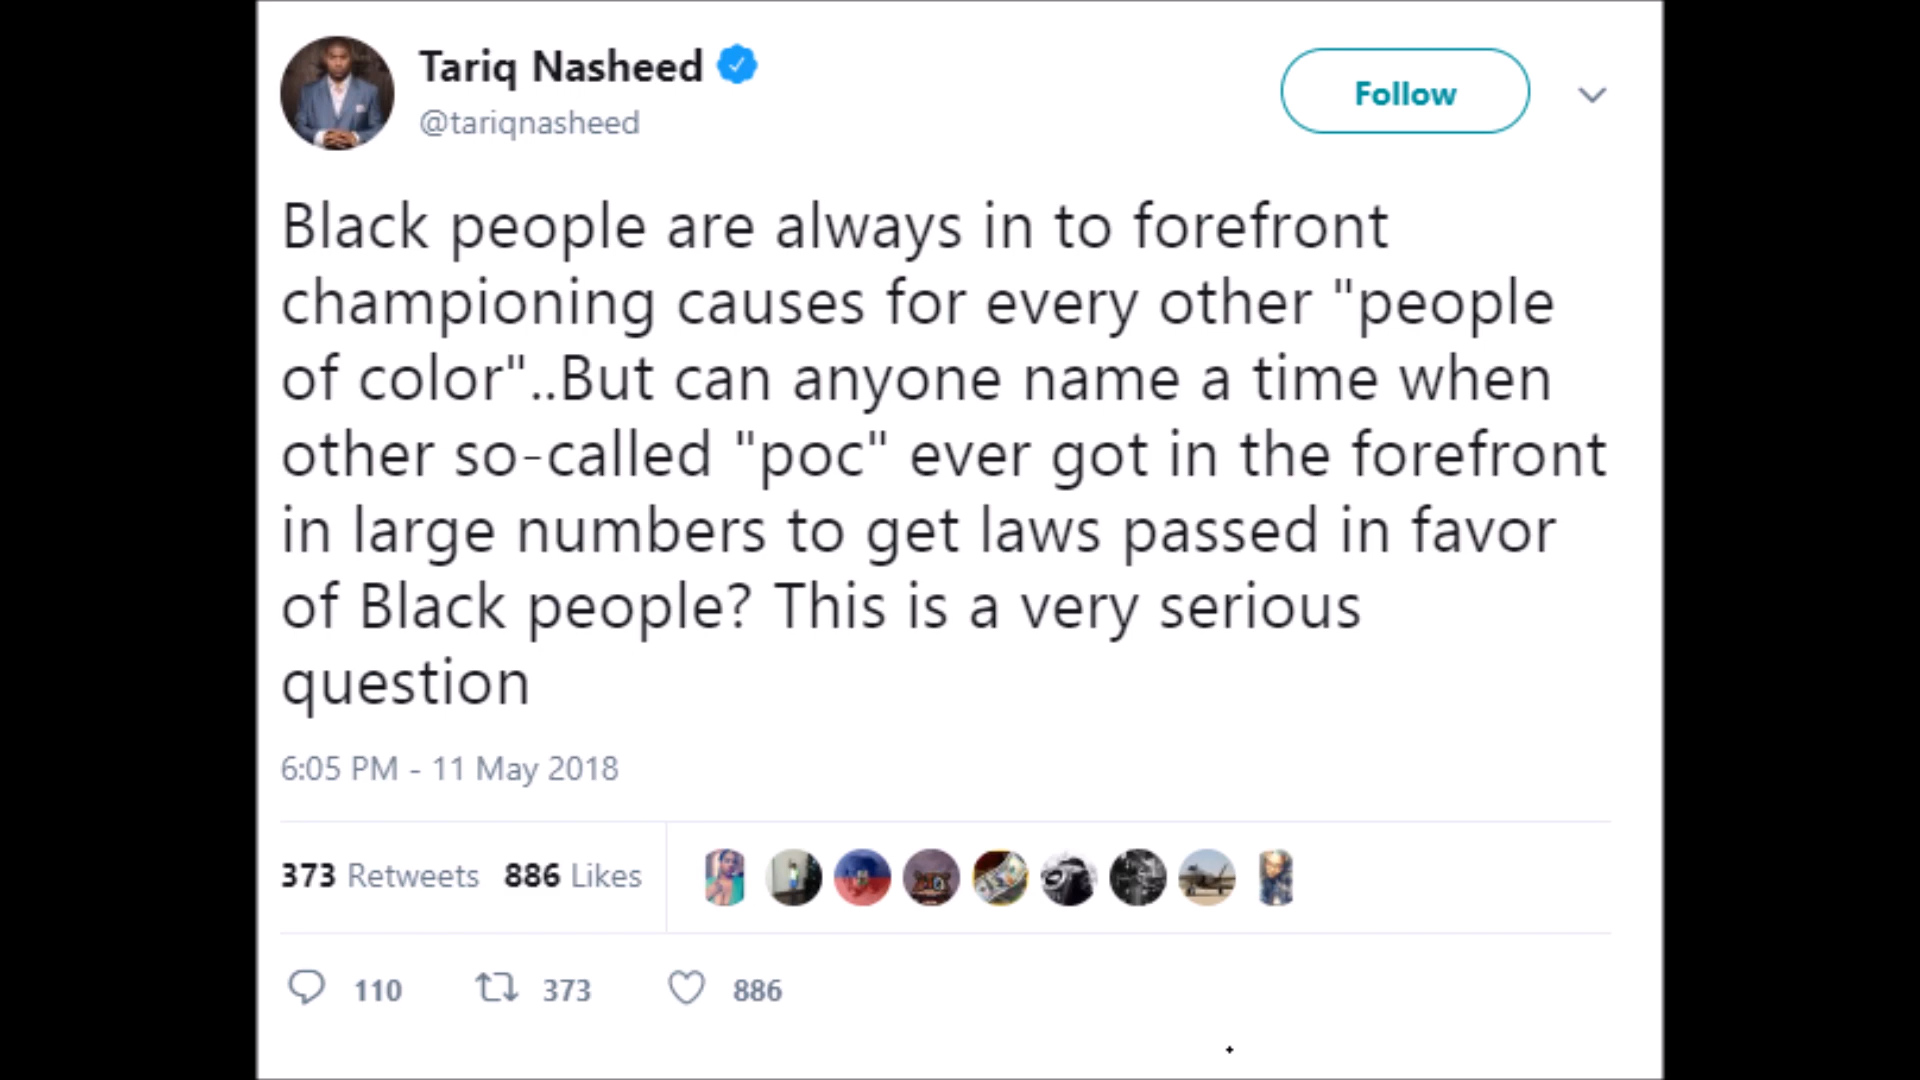 Tariq Nasheed
@tariqnasheed
Follow
Black people are always in to forefront
championing causes for every other "people
of color"..But can anyone name a time when
other so-called "poc" ever got in the forefront
in large numbers to get laws passed in favor
of Black people? This is a very serious
question
6:05 PM - 11 May 2018
373 Retweets 886 Likes
110 373 886